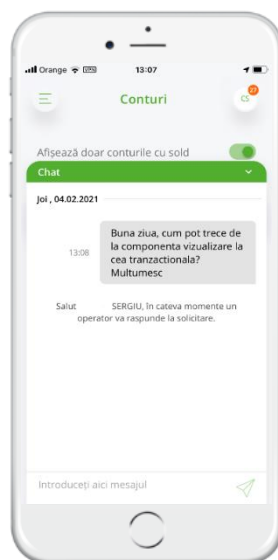 Orange VPN 13:07
Conturi
CS
27
Afișează doar conturile cu sold
Chat
Joi , 04.02.2021
Buna ziua, cum pot trece de
la componenta vizualizare la
cea tranzactionala?
Multumesc
13:08
Salut SERGIU, în cateva momente un
operator va raspunde la solicitare.
Introduceți aici mesajul